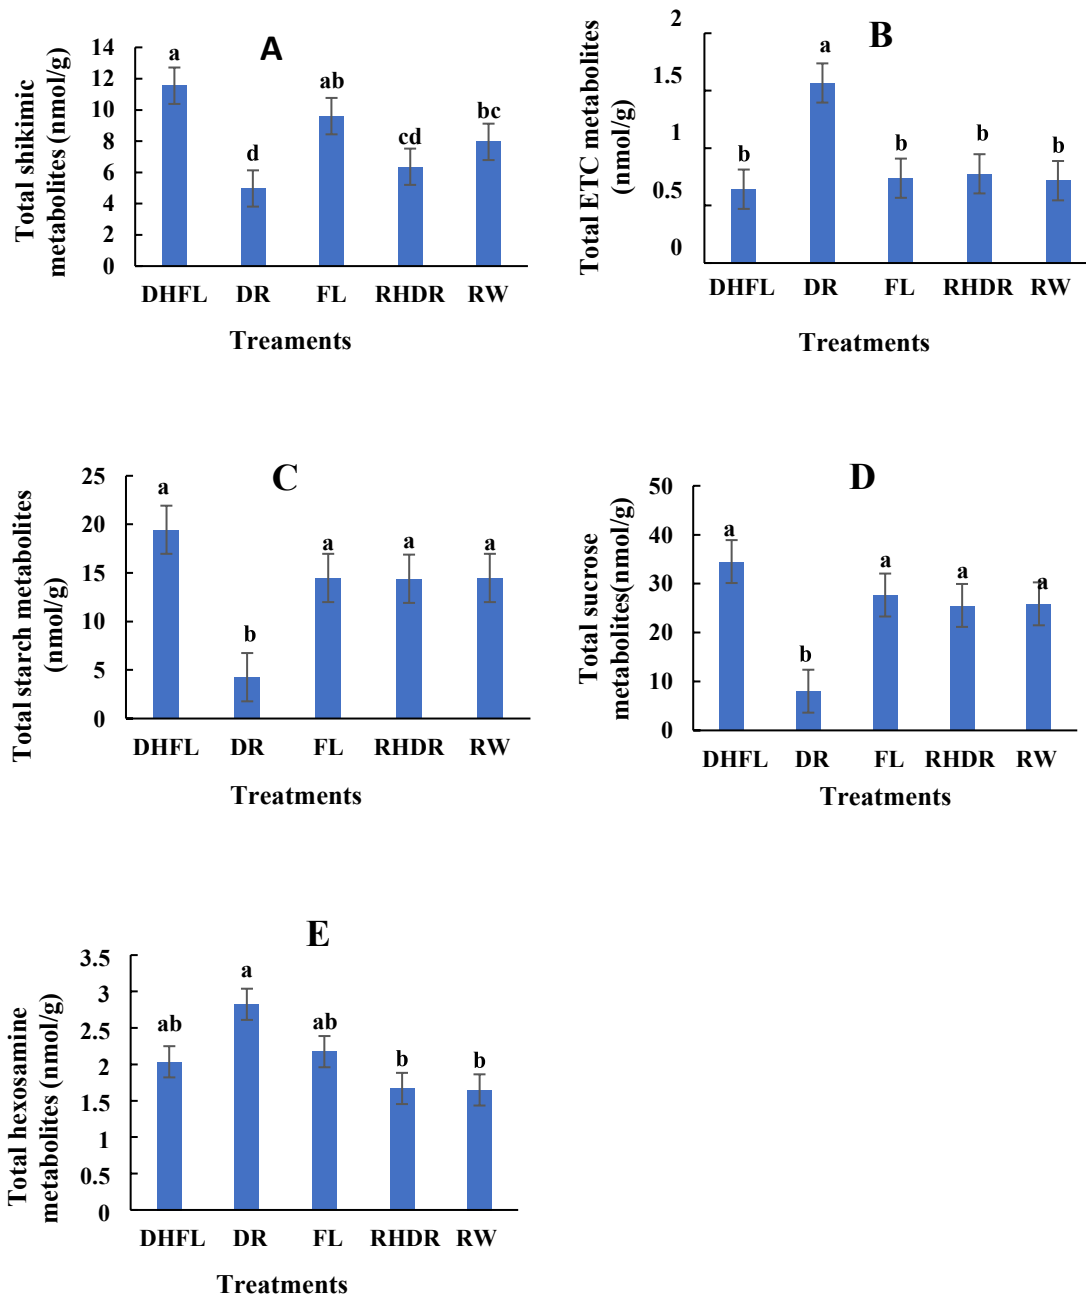 A
Total shikimic
metabolites (nmol/g)
14
12
10
8
6
4
2
0
a
d
ab
cd
bc
DHFL DR FL RHDR RW
Treaments
B
Total ETC metabolites
(nmol/g)
2
1.5
1
0.5
0
b
a
b
b
b
DHFL DR FL RHDR RW
Treatments
C
Total starch metabolites
(nmol/g)
25
20
15
10
5
0
a
b
a
a
a
DHFL DR FL RHDR RW
Treatments
D
Total sucrose
metabolites(nmol/g)
50
40
30
20
10
0
a
b
a
a
a
DHFL DR FL RHDR RW
Treatments
E
Total hexosamine
metabolites (nmol/g)
3.5
3
2.5
2
1.5
1
0.5
0
ab
a
ab
b
b
DHFL DR FL RHDR RW
Treatments